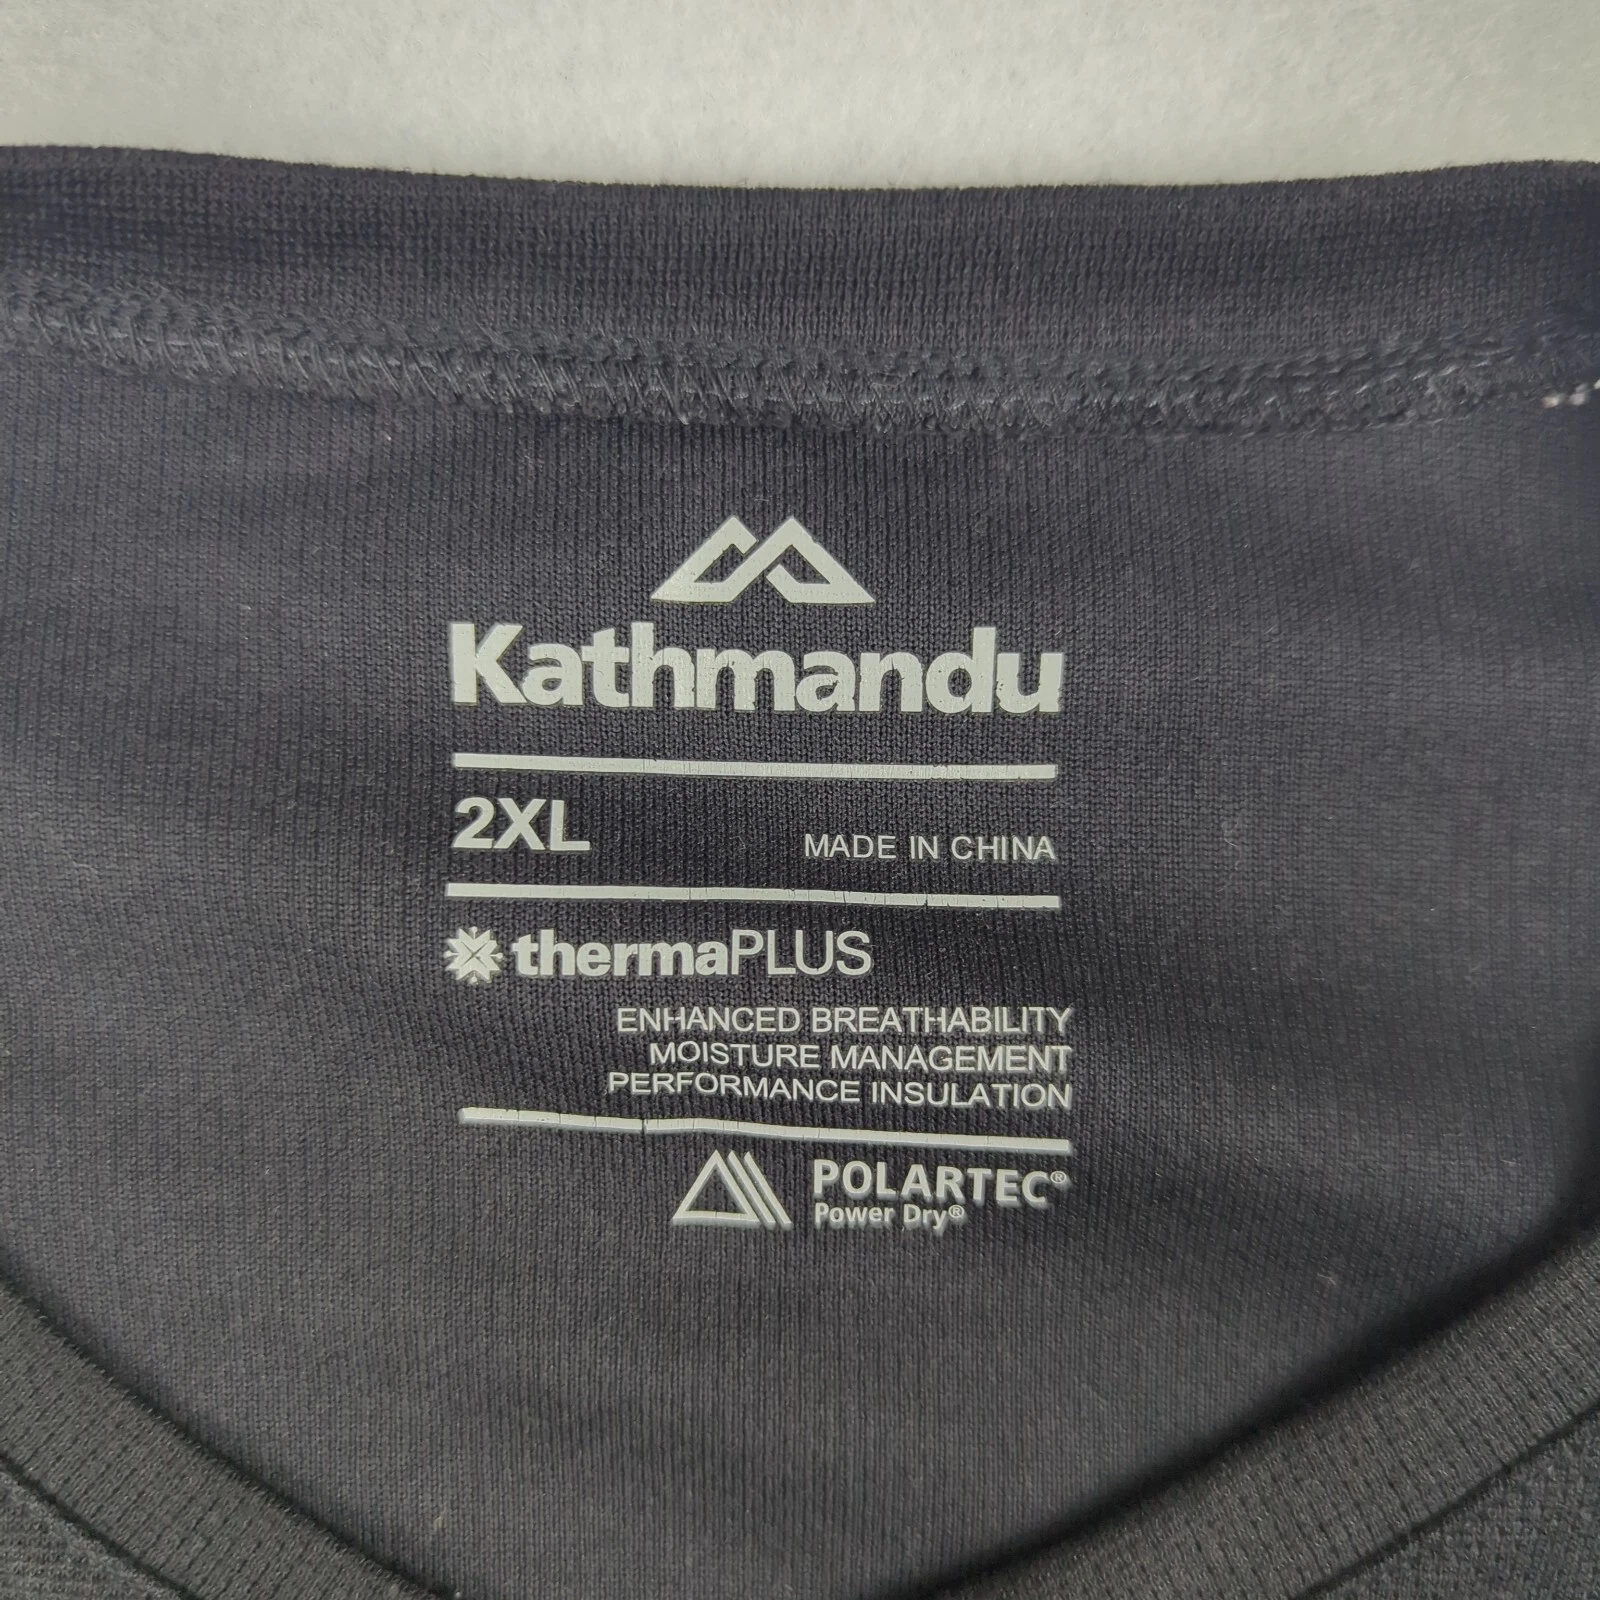 Kathmandu
2XL MADE IN CHINA
thermaPLUS
ENHANCED BREATHABILITY
MOISTURE MANAGEMENT
PERFORMANCE INSULATION
POLARTEC®
Power Dry®